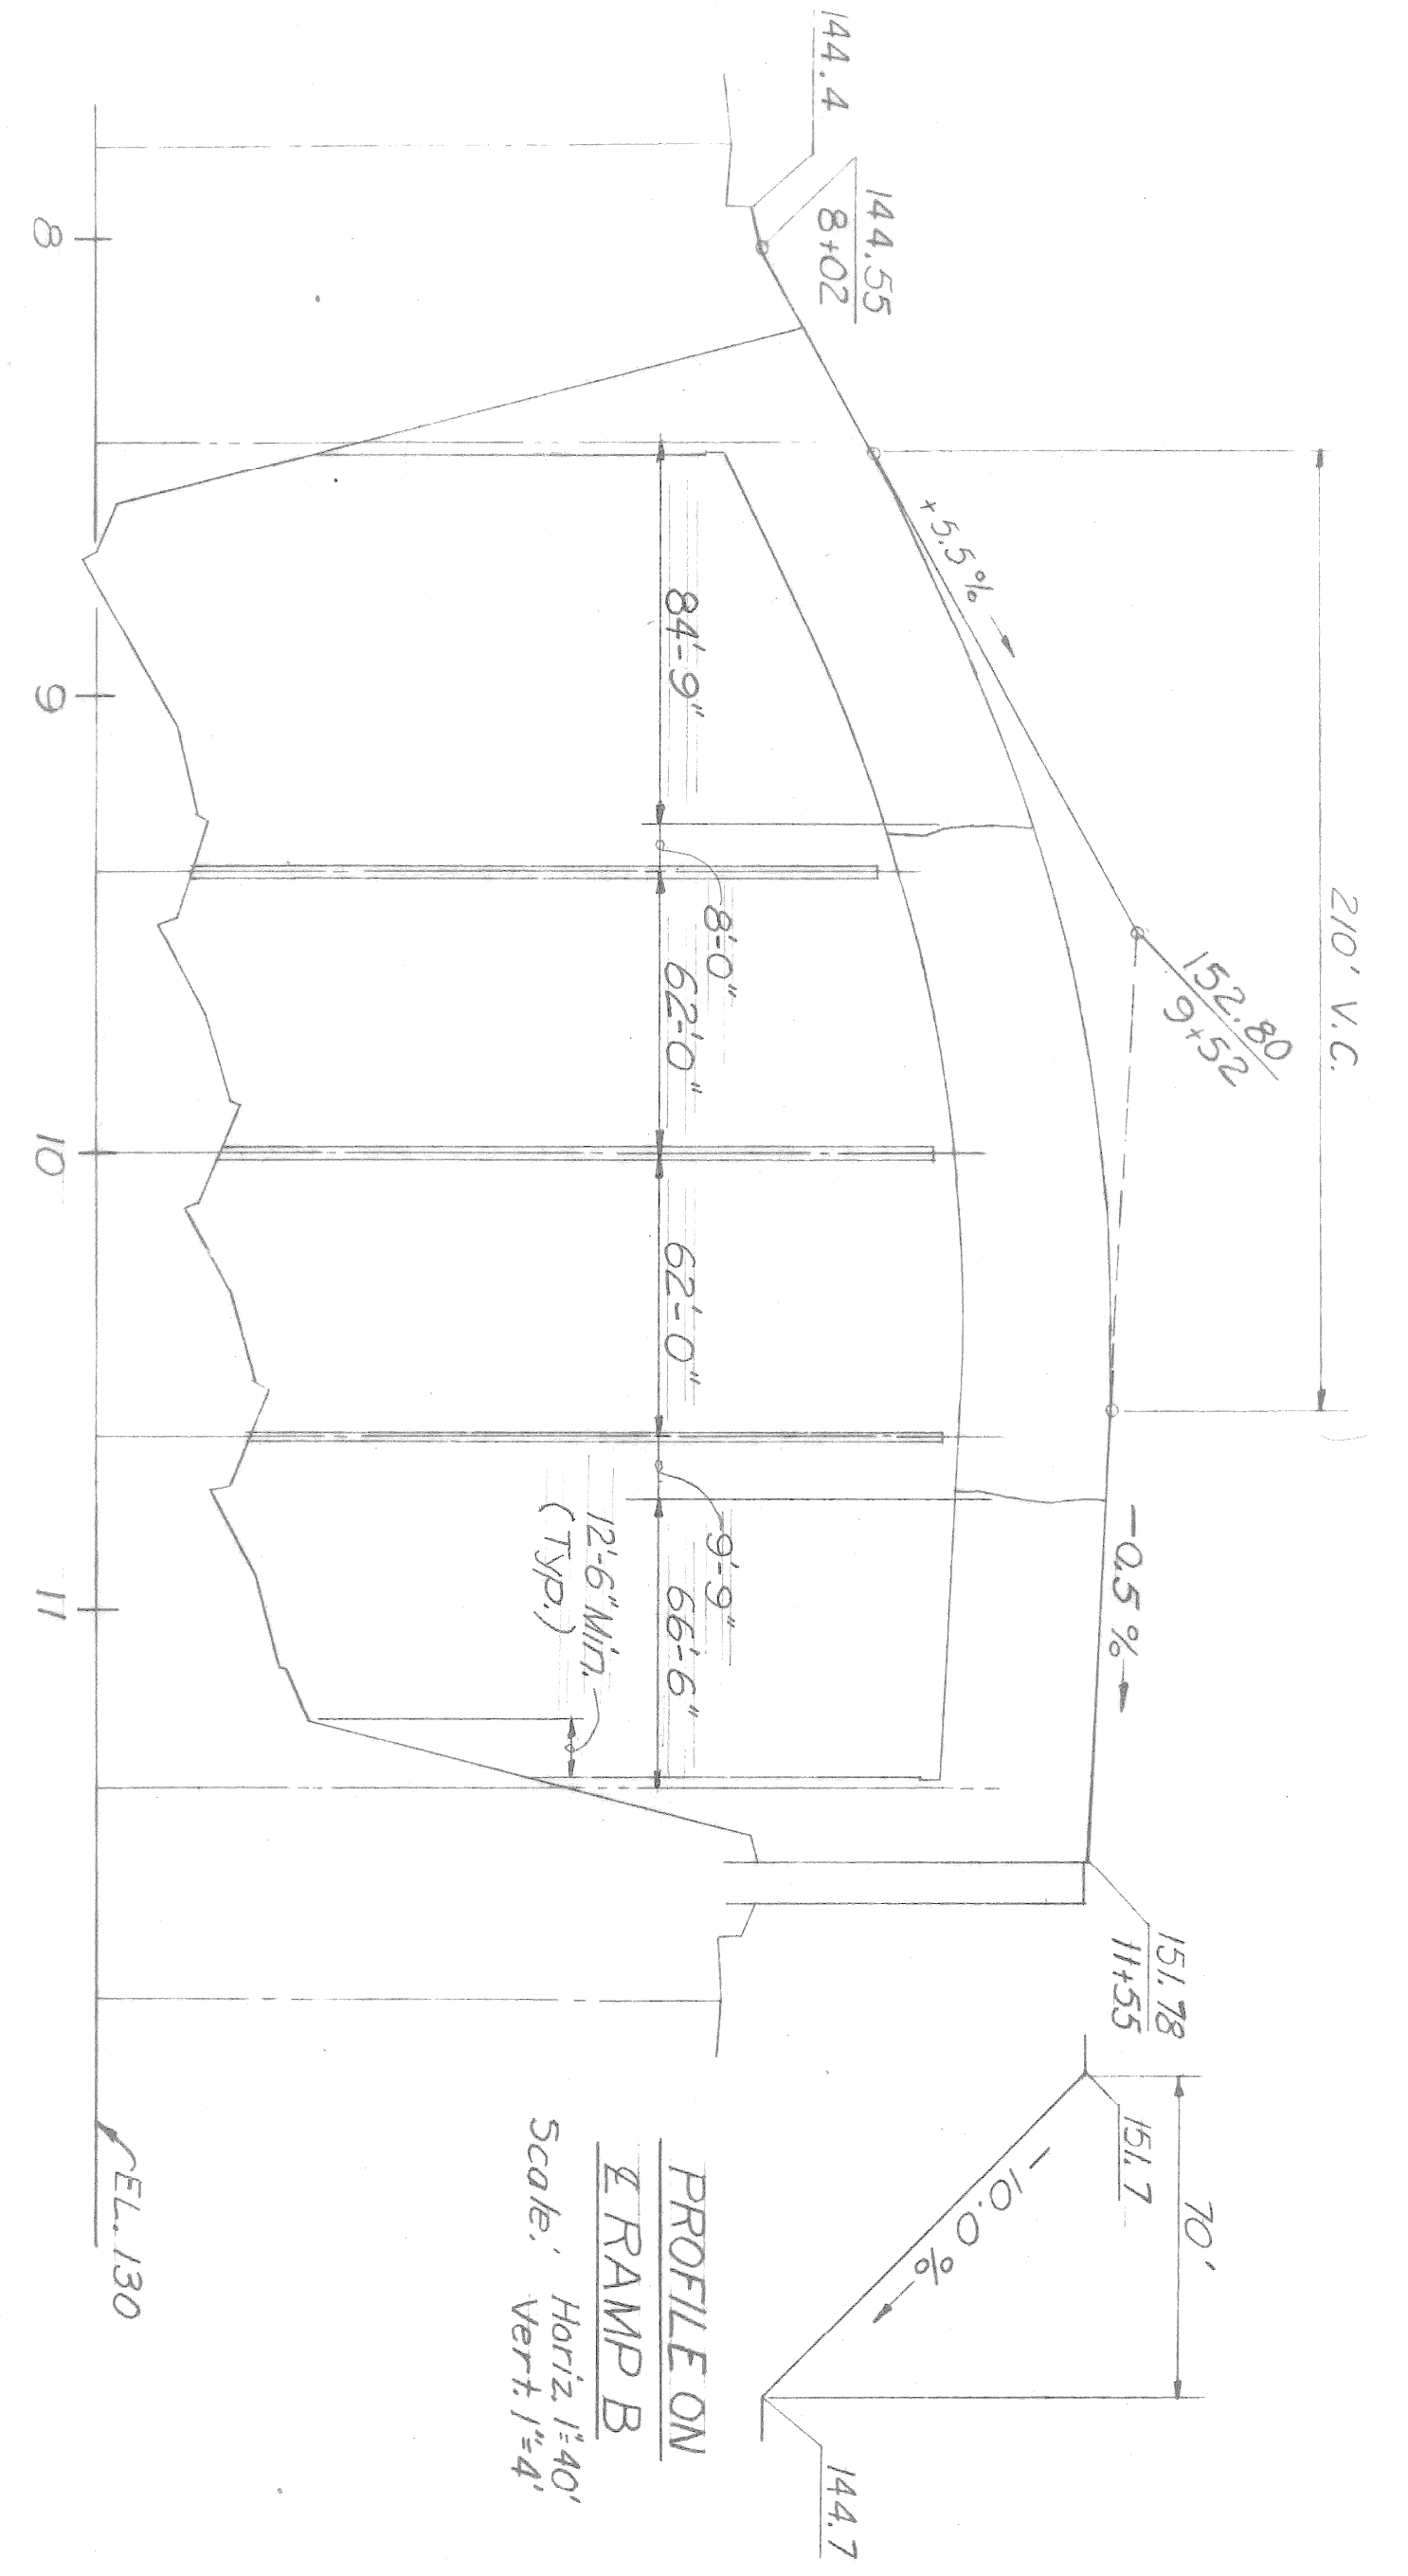 210' V.C.
152.80
9+52
144.4
144.55
8+02
+5.5%
-0.5%
151.78
11+55
151.7
70'
-10.0%
144.7
84'-9"
8'-0"
62'-0"
62'-0"
9'-9"
66'-6"
12'-6" Min.
(Typ.)
PROFILE ON
℄ RAMP B
Scale: Horiz. 1"=40'
Vert. 1"=4'
EL. 130
8
9
10
11